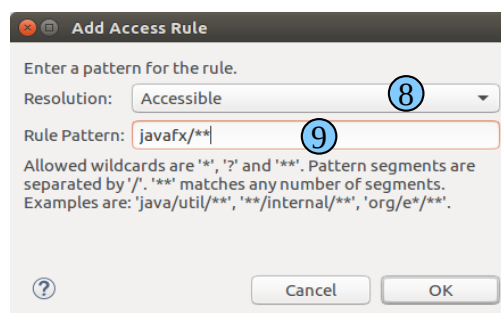 Add Access Rule
Enter a pattern for the rule.
Resolution: Accessible 8
Rule Pattern: javafx/** 9
Allowed wildcards are '*', '?' and '**'. Pattern segments are
separated by '/'. '**' matches any number of segments.
Examples are: 'java/util/**', '**/internal/**', 'org/e*/**'.
? Cancel OK